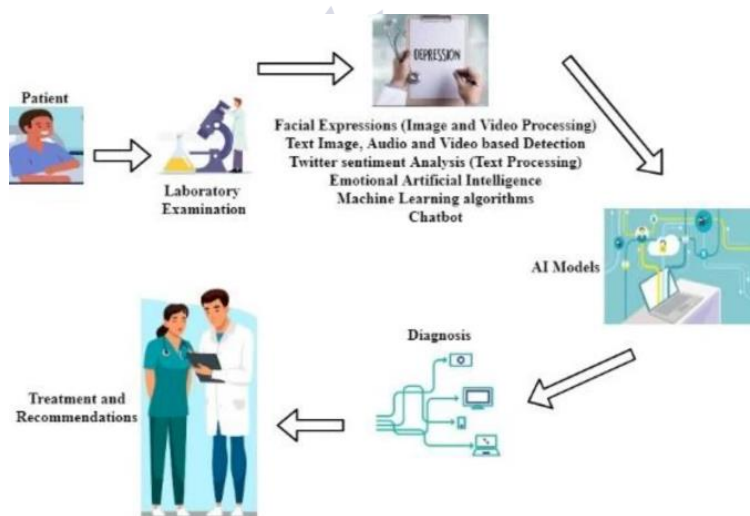 Patient
Laboratory
Examination
DEPRESSION
Facial Expressions (Image and Video Processing)
Text Image, Audio and Video based Detection
Twitter sentiment Analysis (Text Processing)
Emotional Artificial Intelligence
Machine Learning algorithms
Chatbot
AI Models
Diagnosis
Treatment and
Recommendations